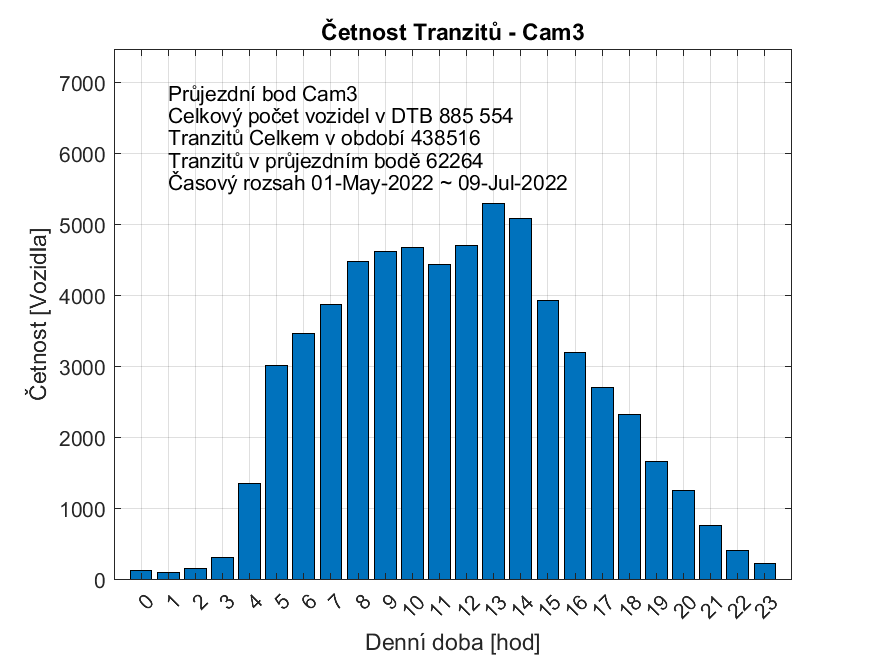 Četnost Tranzitů - Cam3
Průjezdní bod Cam3
Celkový počet vozidel v DTB 885 554
Tranzitů Celkem v období 438516
Tranzitů v průjezdním bodě 62264
Časový rozsah 01-May-2022 ~ 09-Jul-2022
Četnost [Vozidla]
7000
6000
5000
4000
3000
2000
1000
0
0 1 2 3 4 5 6 7 8 9 10 11 12 13 14 15 16 17 18 19 20 21 22 23
Denní doba [hod]